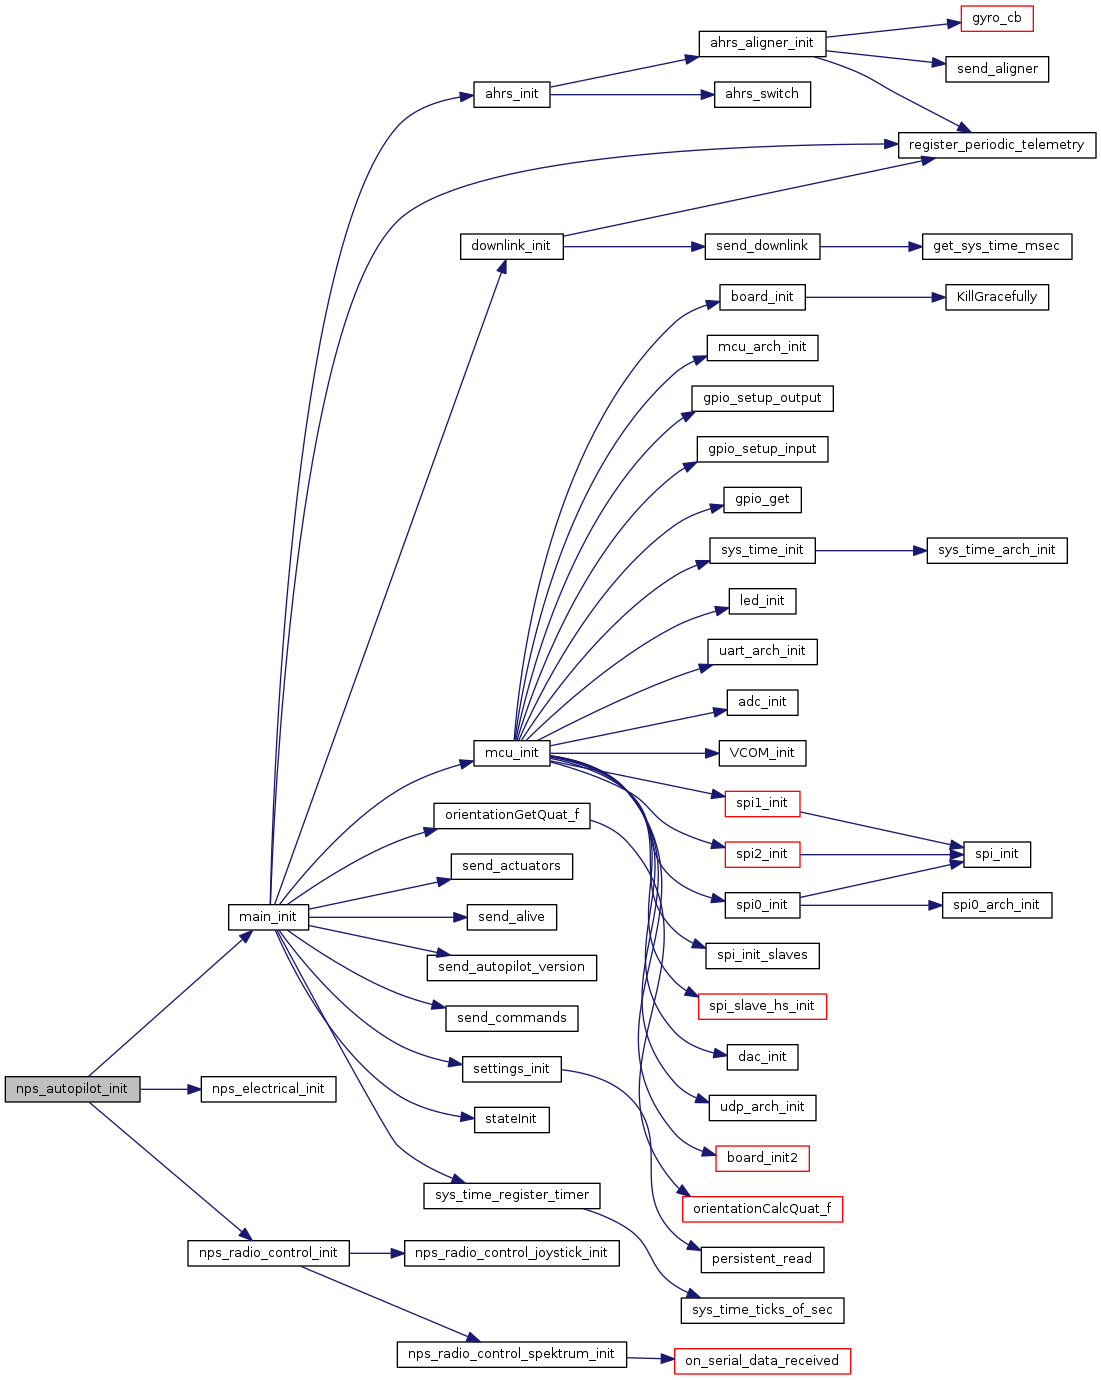 gyro_cb
ahrs_aligner_init
send_aligner
ahrs_init
ahrs_switch
register_periodic_telemetry
downlink_init
send_downlink
get_sys_time_msec
board_init
KillGracefully
mcu_arch_init
gpio_setup_output
gpio_setup_input
gpio_get
sys_time_init
sys_time_arch_init
led_init
uart_arch_init
adc_init
mcu_init
VCOM_init
spi1_init
orientationGetQuat_f
spi2_init
spi_init
send_actuators
spi0_init
spi0_arch_init
main_init
send_alive
spi_init_slaves
send_autopilot_version
spi_slave_hs_init
send_commands
dac_init
settings_init
nps_autopilot_init
nps_electrical_init
udp_arch_init
stateInit
board_init2
sys_time_register_timer
orientationCalcQuat_f
nps_radio_control_init
nps_radio_control_joystick_init
persistent_read
sys_time_ticks_of_sec
nps_radio_control_spektrum_init
on_serial_data_received